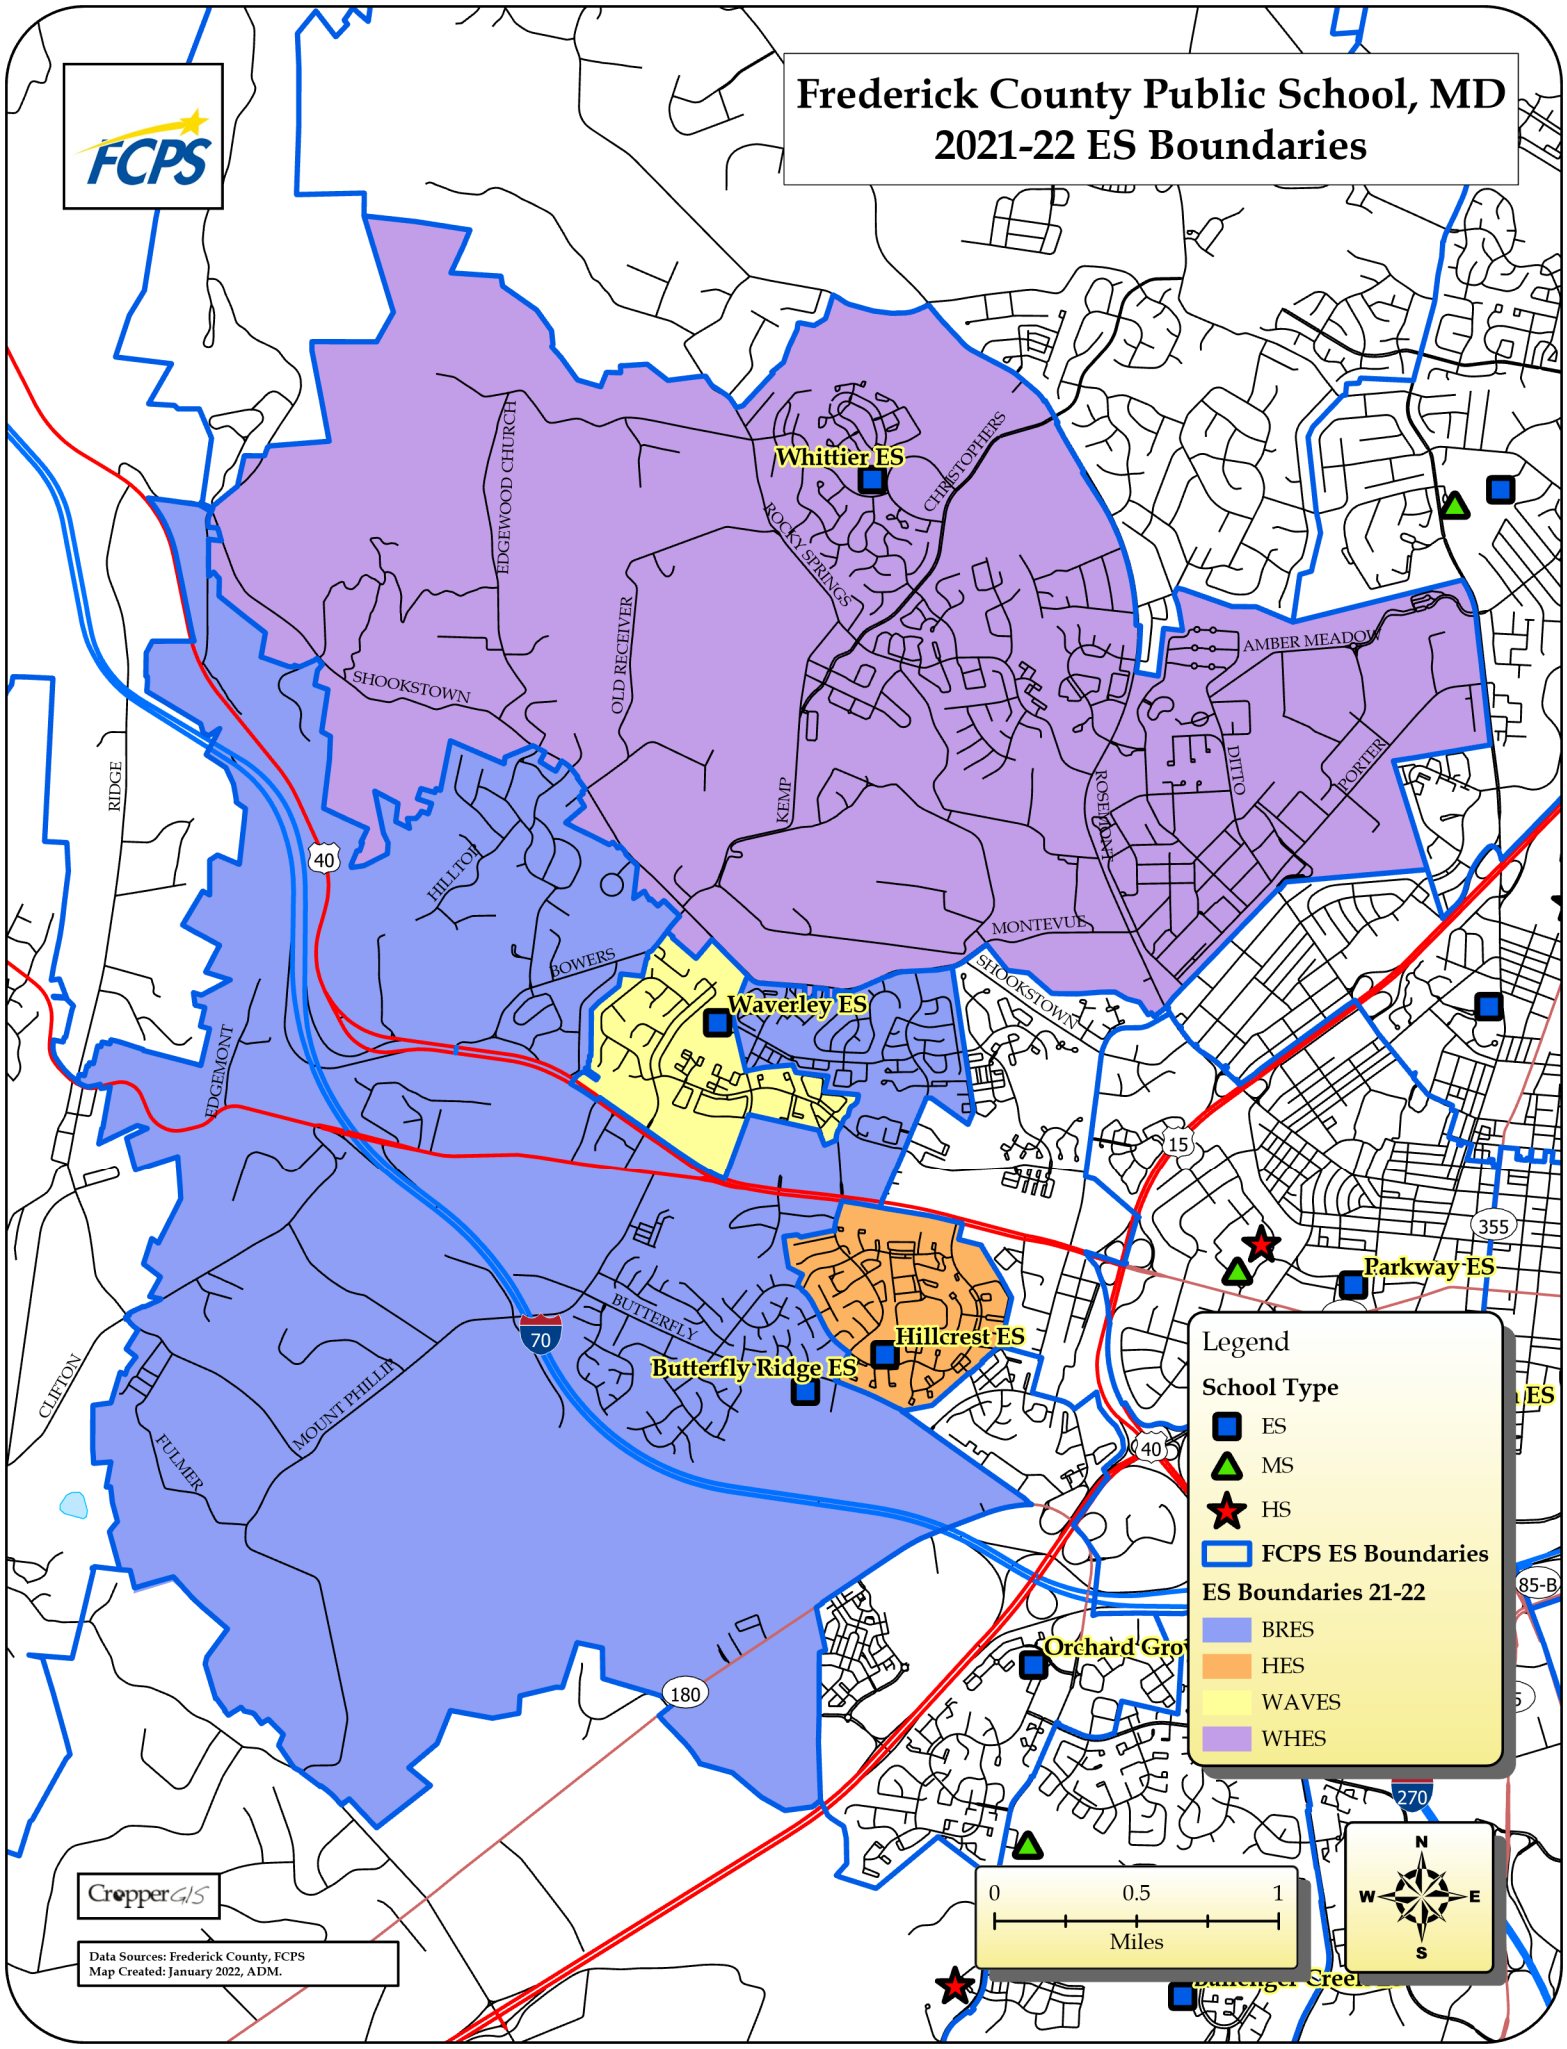 FCPS
Frederick County Public School, MD
2021-22 ES Boundaries
EDGEWOOD CHURCH
CHRISTOPHERS
Whittier ES
ROCKY SPRINGS
OLD RECEIVER
SHOOKSTOWN
AMBER MEADOW
RIDGE
KEMP
ROSEMONT
DITTO
PORTER
40
HILLTOP
MONTEVUE
BOWERS
SHOOKSTOWN
Waverley ES
EDGEMONT
15
355
Parkway ES
BUTTERFLY
70
Hillcrest ES
Butterfly Ridge ES
CLIFTON
MOUNT PHILLIP
FULMER
40
ES
Legend
School Type
ES
MS
HS
FCPS ES Boundaries
ES Boundaries 21-22
BRES
HES
WAVES
WHES
85-B
Orchard Gro
180
5
270
N
W E
S
0 0.5 1
Miles
CropperGIS
Data Sources: Frederick County, FCPS
Map Created: January 2022, ADM.